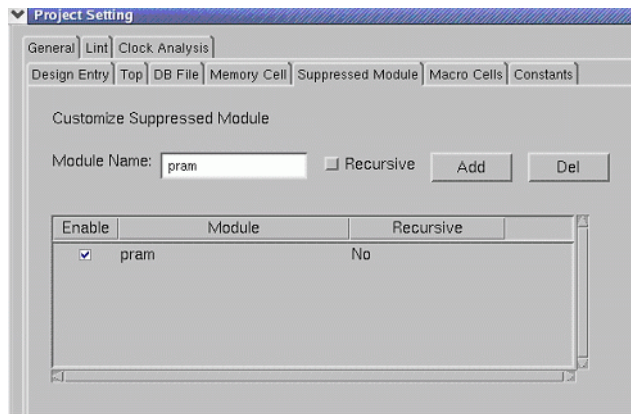 Project Setting
General Lint Clock Analysis
Design Entry Top DB File Memory Cell Suppressed Module Macro Cells Constants
Customize Suppressed Module
Module Name: pram Recursive Add Del
Enable Module Recursive
pram No